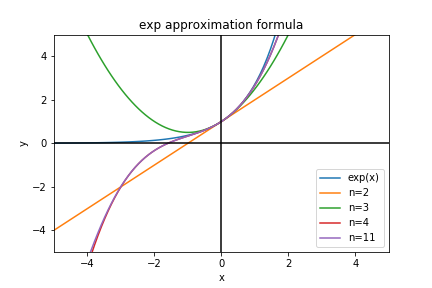 exp approximation formula
4
2
0
−2
−4
y
−4
−2
0
2
4
x
exp(x)
n=2
n=3
n=4
n=11